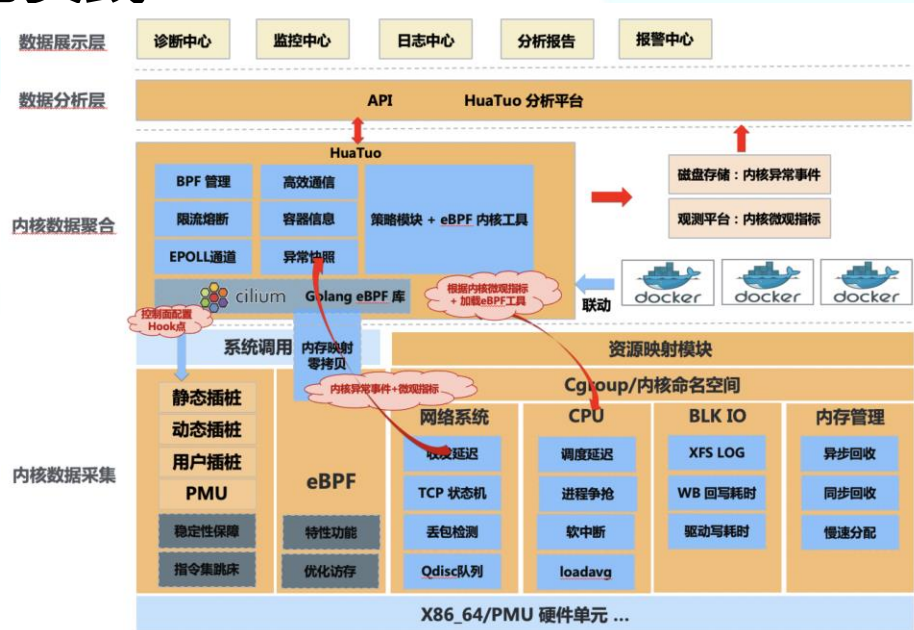 数据展示层
诊断中心
监控中心
日志中心
分析报告
报警中心
数据分析层
API HuaTuo 分析平台
内核数据聚合
HuaTuo
BPF 管理
高效通信
限流熔断
容器信息
EPOLL通道
异常快照
策略模块 + eBPF 内核工具
cilium Golang eBPF 库
磁盘存储：内核异常事件
观测平台：内核微观指标
联动
docker
docker
docker
控制面配置
Hook点
根据内核微观指标
+ 加载eBPF工具
系统调用
内存映射
零拷贝
内核异常事件+微观指标
资源映射模块
Cgroup/内核命名空间
内核数据采集
静态插桩
动态插桩
用户插桩
PMU
稳定性保障
指令集跳床
eBPF
特性功能
优化访存
网络系统
收发延迟
TCP 状态机
丢包检测
Qdisc队列
CPU
调度延迟
进程争抢
软中断
loadavg
BLK IO
XFS LOG
WB 回写耗时
驱动写耗时
内存管理
异步回收
同步回收
慢速分配
X86_64/PMU 硬件单元 ...